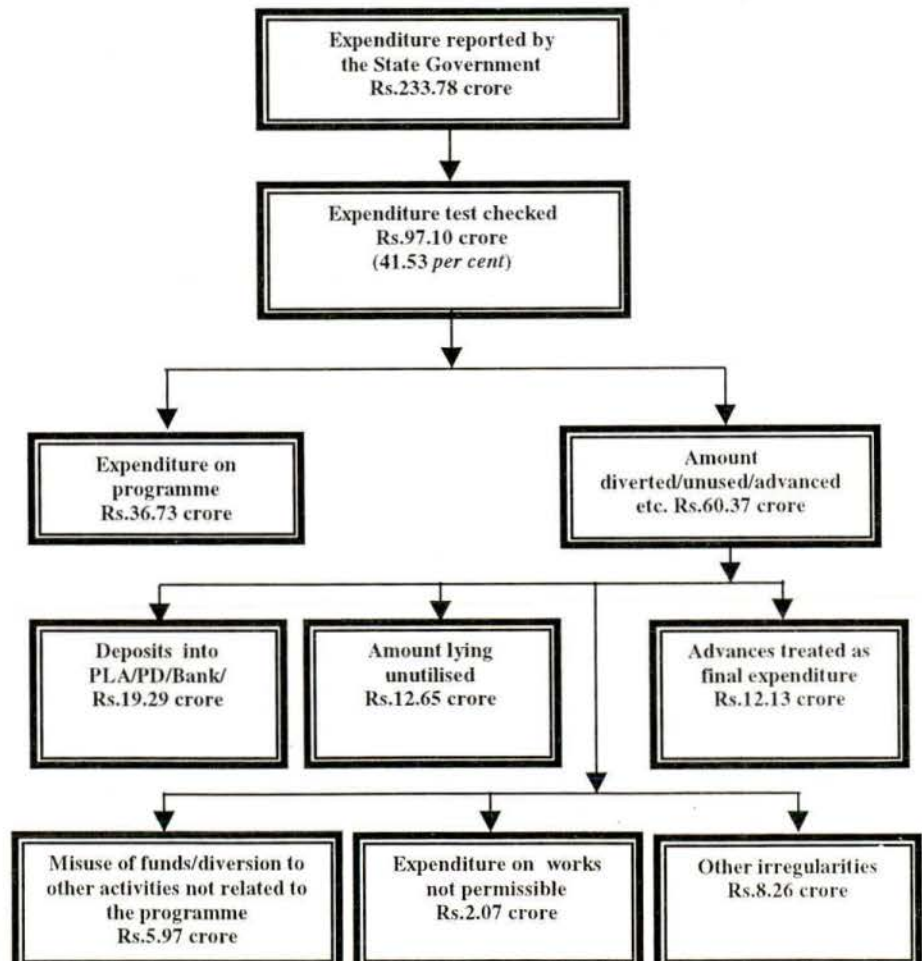 Expenditure reported by
the State Government
Rs.233.78 crore
Expenditure test checked
Rs.97.10 crore
(41.53 per cent)
Expenditure on
programme
Rs.36.73 crore
Amount
diverted/unused/advanced
etc. Rs.60.37 crore
Deposits into
PLA/PD/Bank/
Rs.19.29 crore
Amount lying
unutilised
Rs.12.65 crore
Advances treated as
final expenditure
Rs.12.13 crore
Misuse of funds/diversion to
other activities not related to
the programme
Rs.5.97 crore
Expenditure on works
not permissible
Rs.2.07 crore
Other irregularities
Rs.8.26 crore